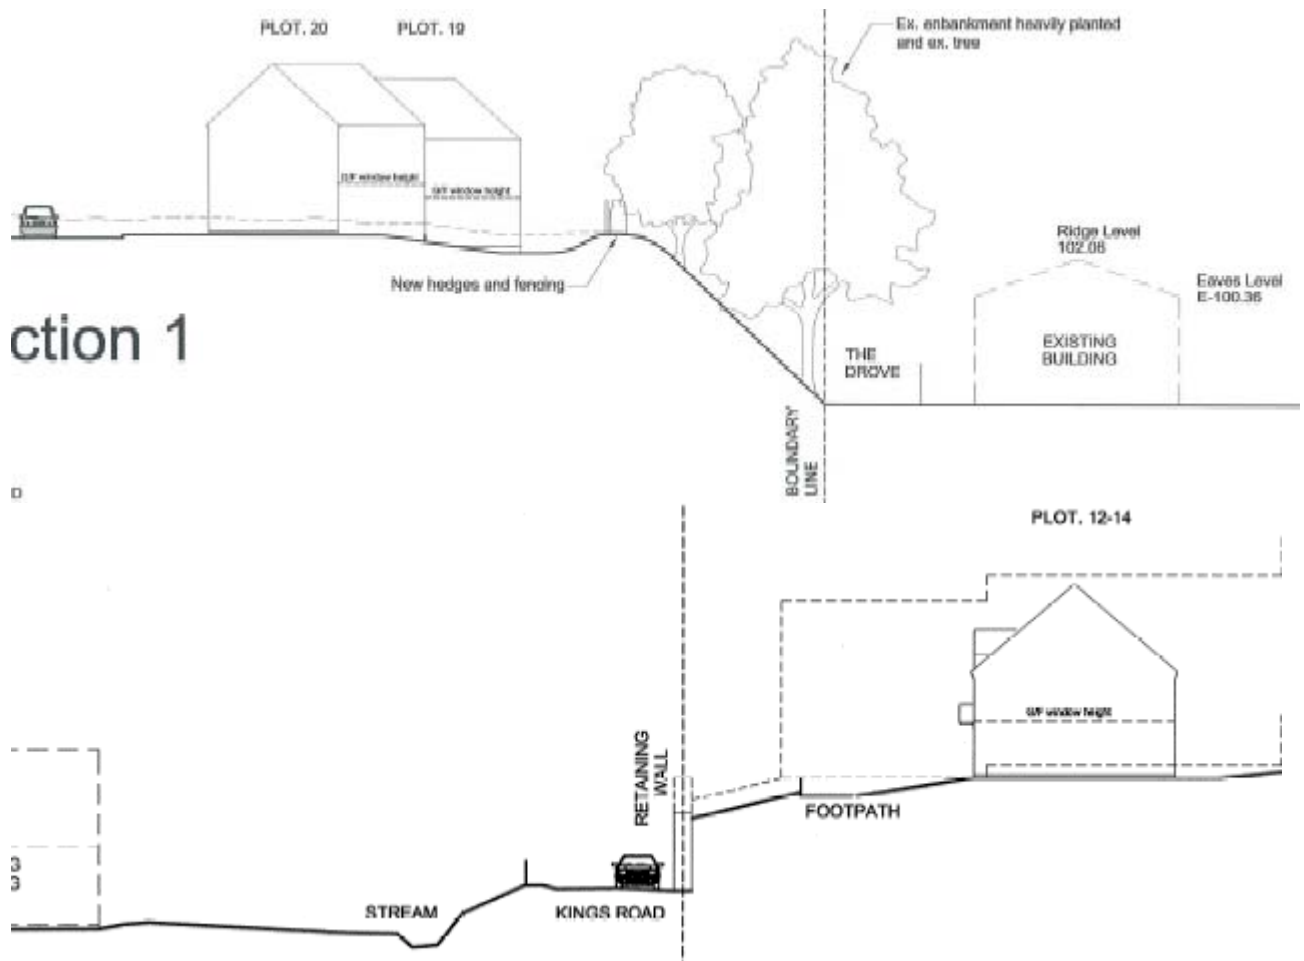 PLOT. 20
PLOT. 19
Ex. enbankment heavily planted
and ex. tree
G/F window height
G/F window height
New hedges and fencing
Ridge Level
102.06
Eaves Level
E-100.36
ction 1
EXISTING
BUILDING
THE
DROVE
BOUNDARY
LINE
D
PLOT. 12-14
G/F window height
RETAINING
WALL
FOOTPATH
G
G
STREAM
KINGS ROAD